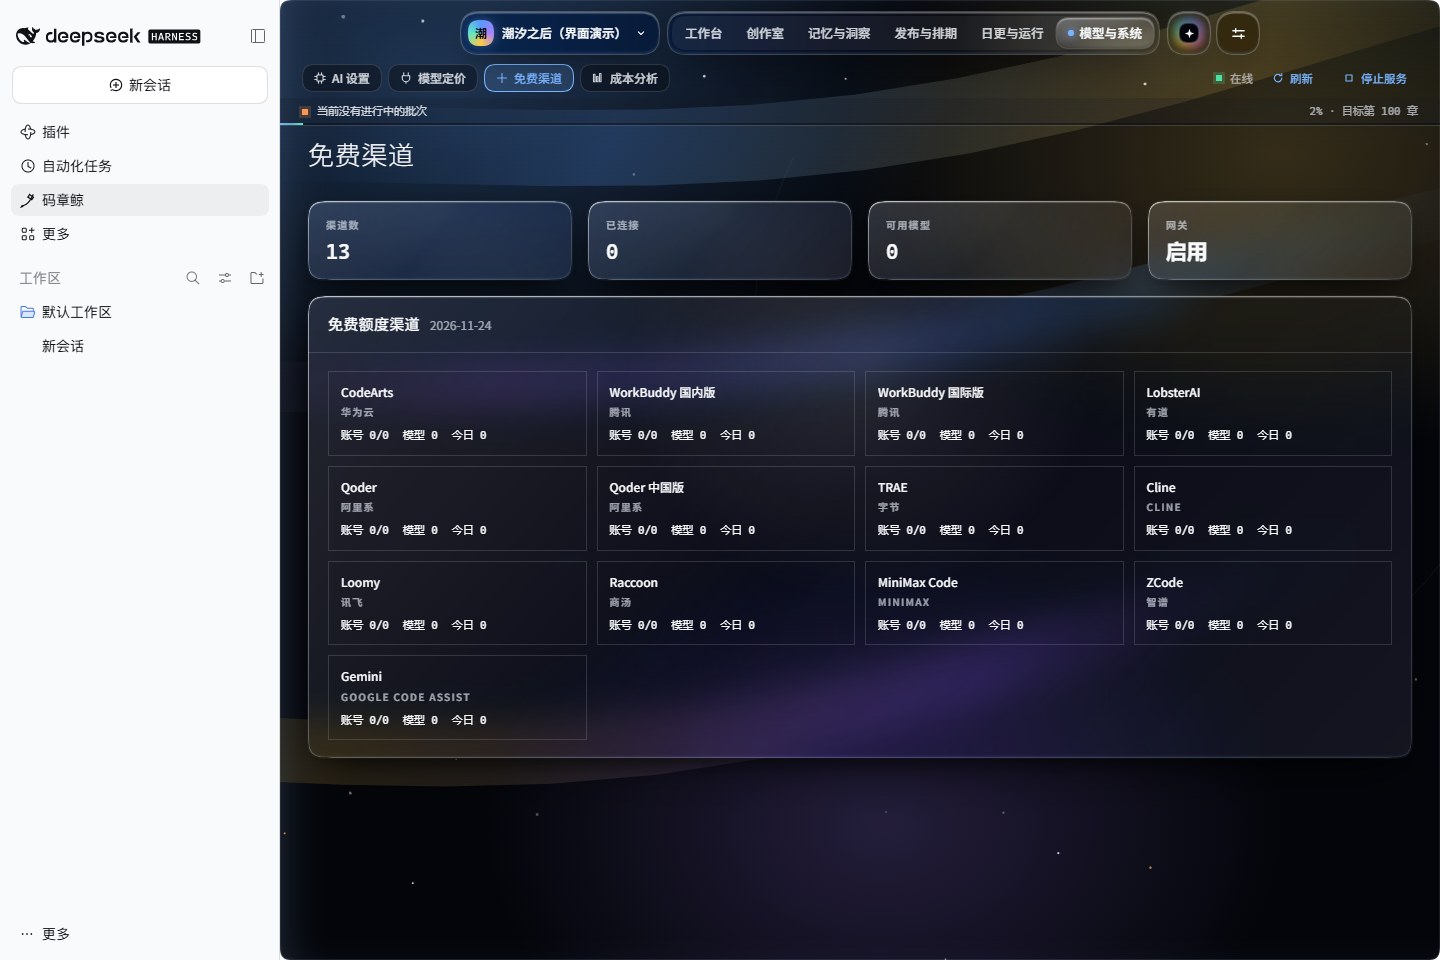 deepseek HARNESS
新会话
插件
自动化任务
码章鲸
更多
工作区
默认工作区
新会话
更多
潮 潮汐之后（界面演示）
工作台 创作室 记忆与洞察 发布与排期 日更与运行 模型与系统
AI 设置 模型定价 免费渠道 成本分析
在线 刷新 停止服务
当前没有进行中的批次
2% · 目标第 100 章
免费渠道
渠道数
13
已连接
0
可用模型
0
网关
启用
免费额度渠道 2026-11-24
CodeArts
华为云
账号 0/0 模型 0 今日 0
WorkBuddy 国内版
腾讯
账号 0/0 模型 0 今日 0
WorkBuddy 国际版
腾讯
账号 0/0 模型 0 今日 0
LobsterAI
有道
账号 0/0 模型 0 今日 0
Qoder
阿里系
账号 0/0 模型 0 今日 0
Qoder 中国版
阿里系
账号 0/0 模型 0 今日 0
TRAE
字节
账号 0/0 模型 0 今日 0
Cline
CLINE
账号 0/0 模型 0 今日 0
Loomy
讯飞
账号 0/0 模型 0 今日 0
Raccoon
商汤
账号 0/0 模型 0 今日 0
MiniMax Code
MINIMAX
账号 0/0 模型 0 今日 0
ZCode
智谱
账号 0/0 模型 0 今日 0
Gemini
GOOGLE CODE ASSIST
账号 0/0 模型 0 今日 0